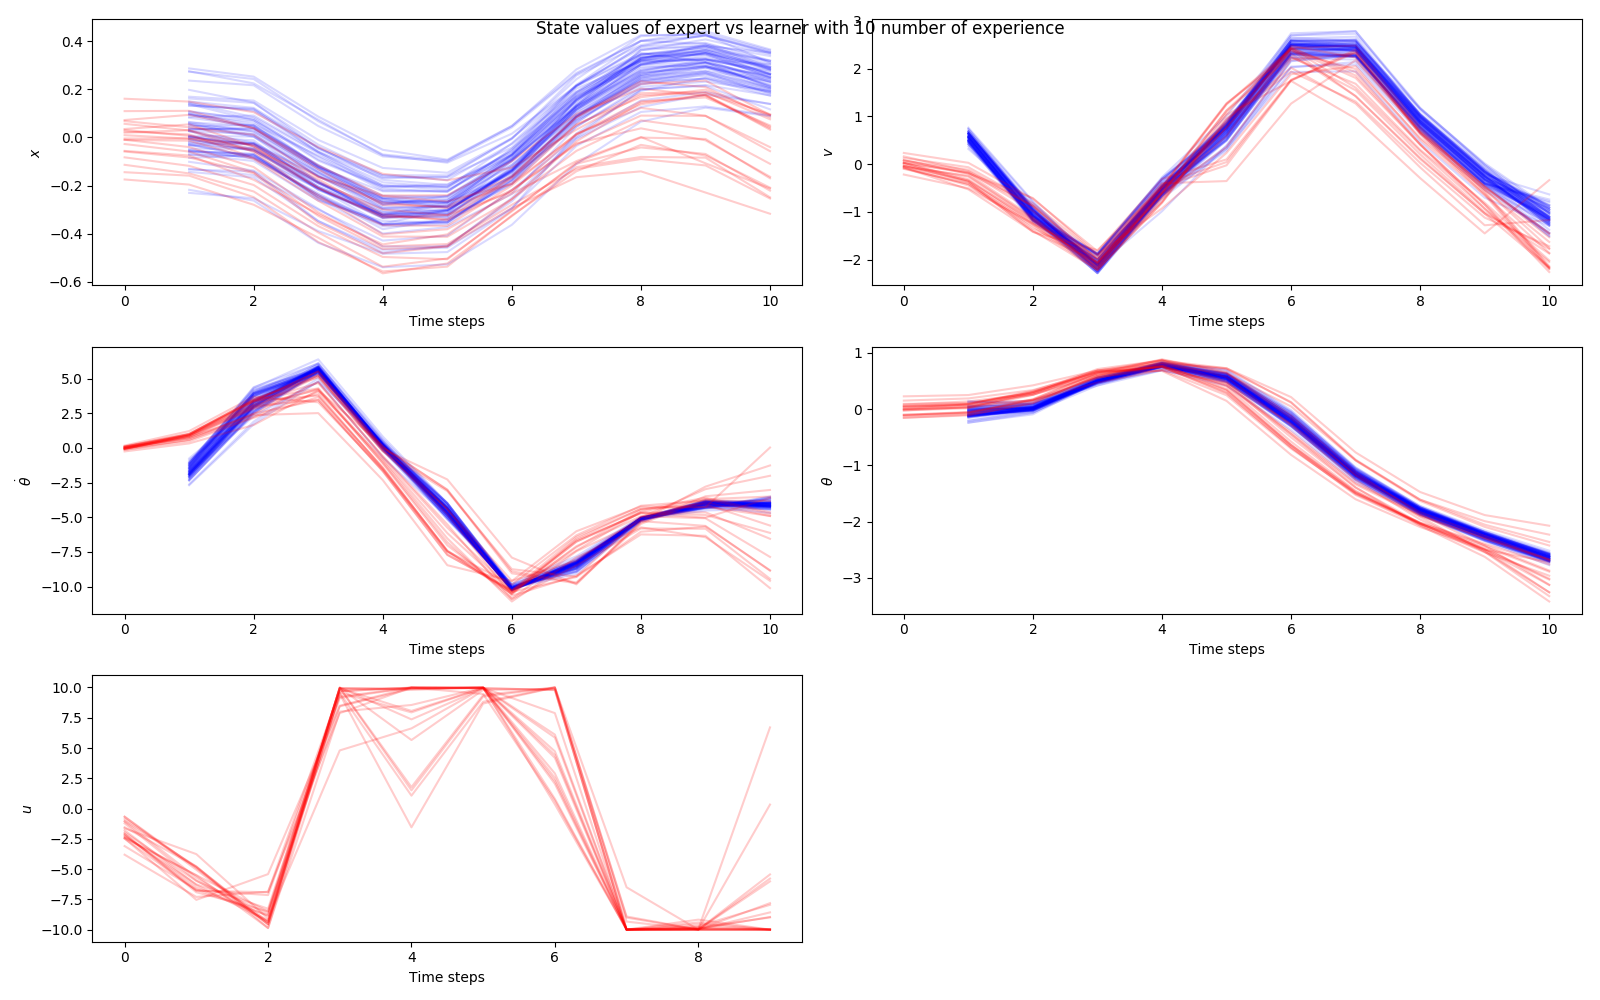 State values of expert vs learner with 10 number of experience
0.4
0.2
0.0
−0.2
−0.4
−0.6
x
0 2 4 6 8 10
Time steps
3
2
1
0
−1
−2
v
0 2 4 6 8 10
Time steps
5.0
2.5
0.0
−2.5
−5.0
−7.5
−10.0
θ̇
0 2 4 6 8 10
Time steps
1
0
−1
−2
−3
θ
0 2 4 6 8 10
Time steps
10.0
7.5
5.0
2.5
0.0
−2.5
−5.0
−7.5
−10.0
u
0 2 4 6 8
Time steps